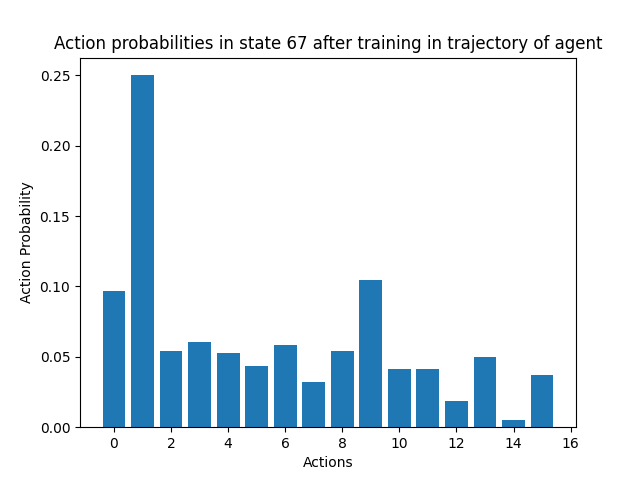 Action probabilities in state 67 after training in trajectory of agent
0.25
0.20
0.15
0.10
0.05
0.00
Action Probability
0 2 4 6 8 10 12 14 16
Actions